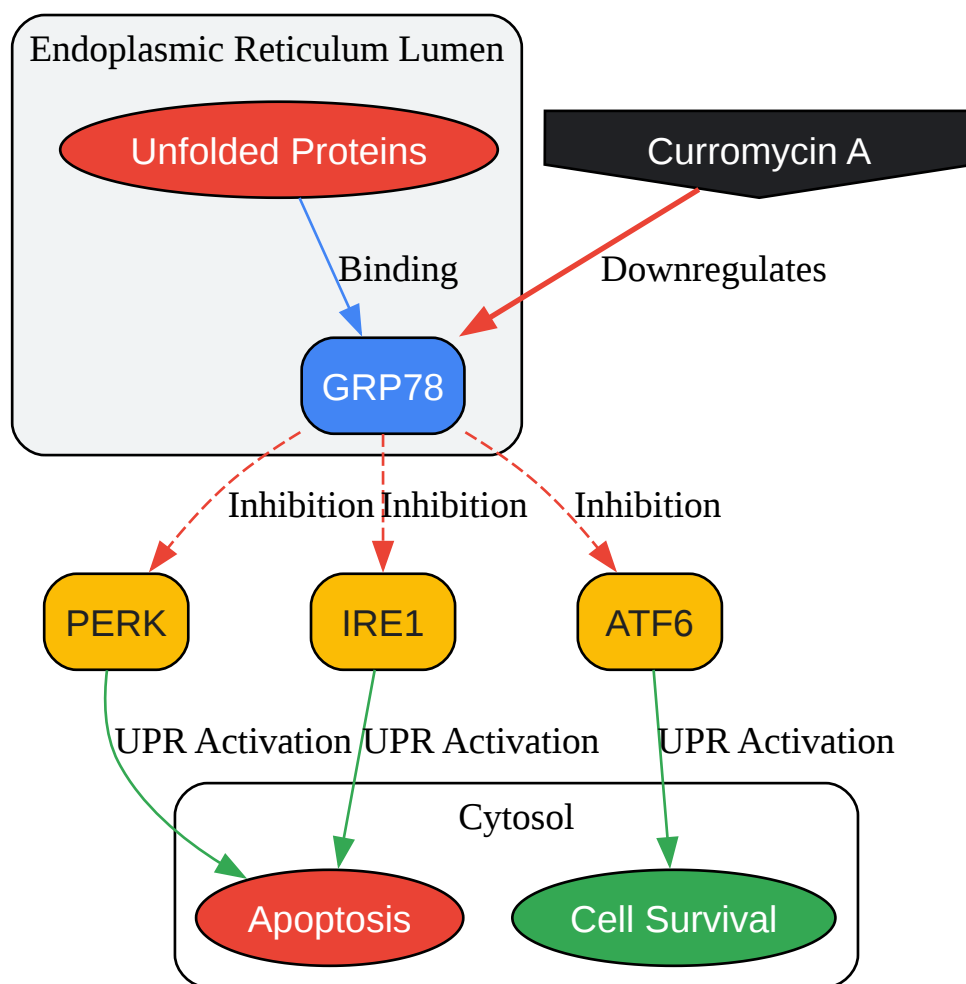 Endoplasmic Reticulum Lumen
Unfolded Proteins
Curromycin A
Binding
Downregulates
GRP78
Inhibition
Inhibition
Inhibition
PERK
IRE1
ATF6
UPR Activation
UPR Activation
UPR Activation
Cytosol
Apoptosis
Cell Survival